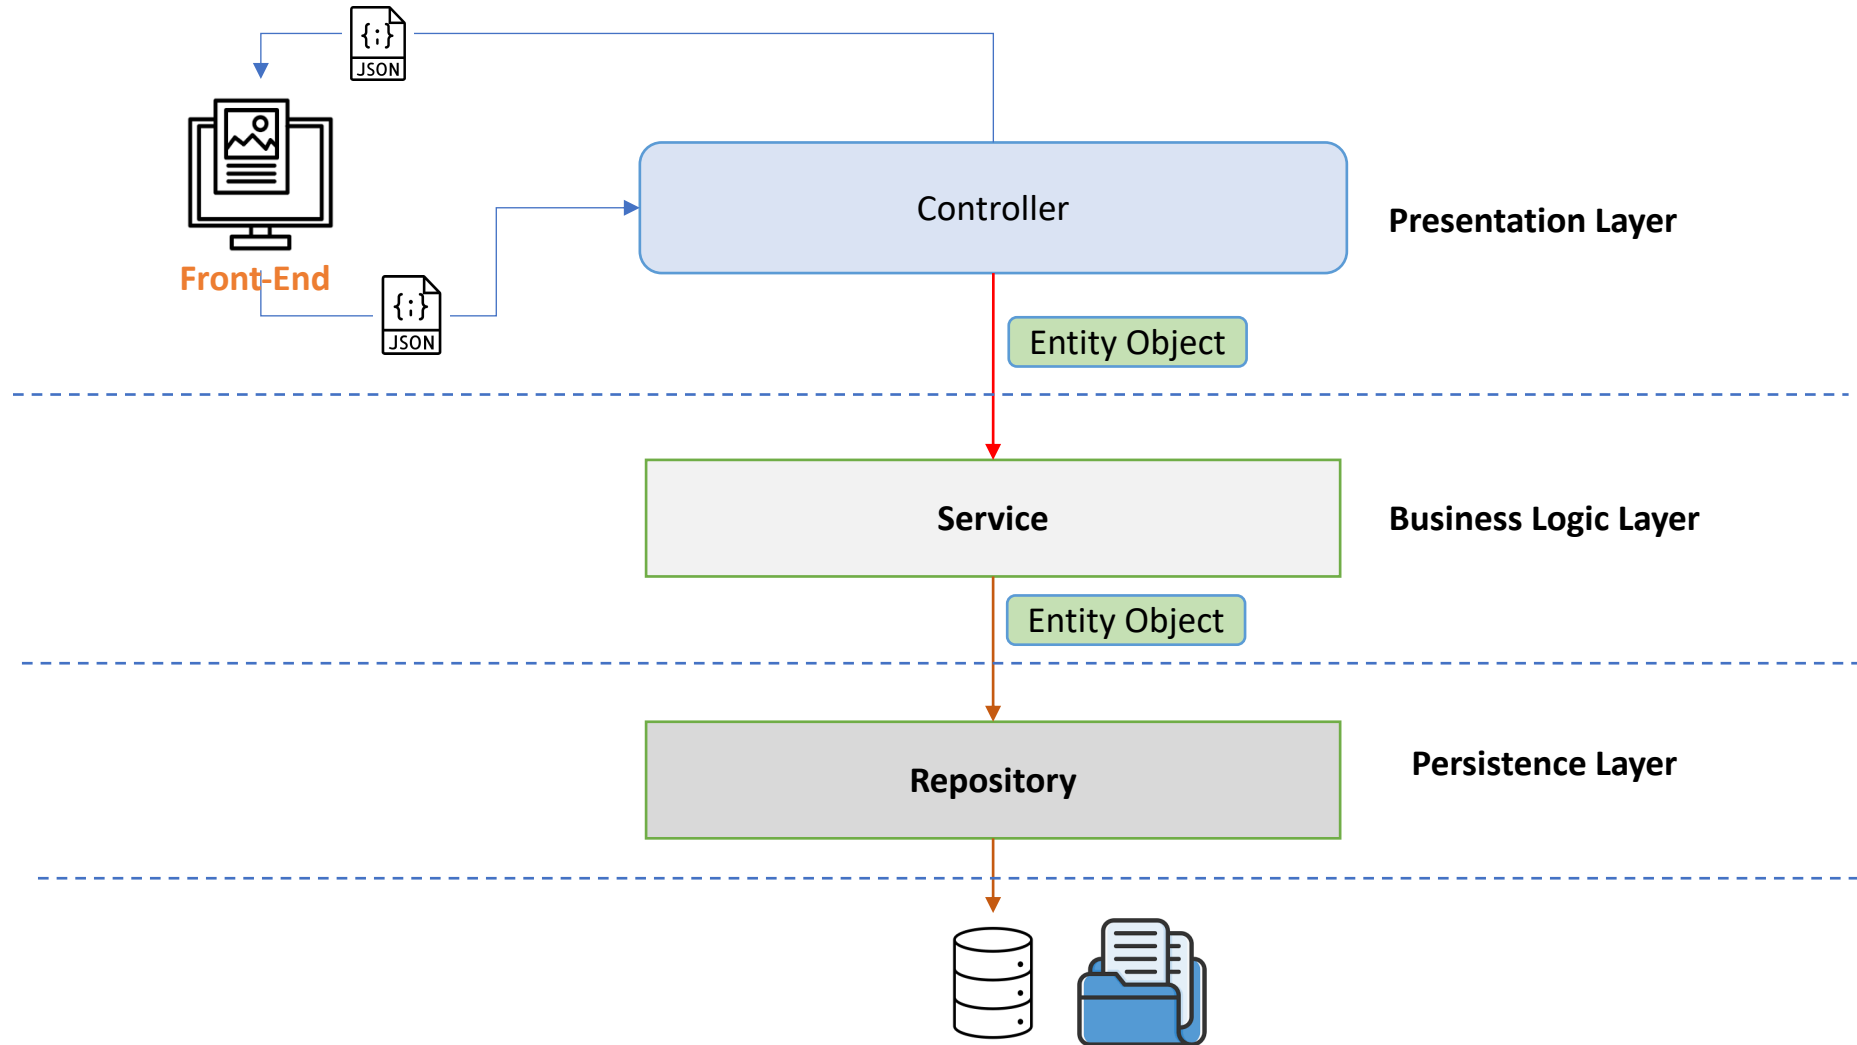 {;}
JSON
Controller
Presentation Layer
Front-End
{;}
JSON
Entity Object
Service
Business Logic Layer
Entity Object
Repository
Persistence Layer